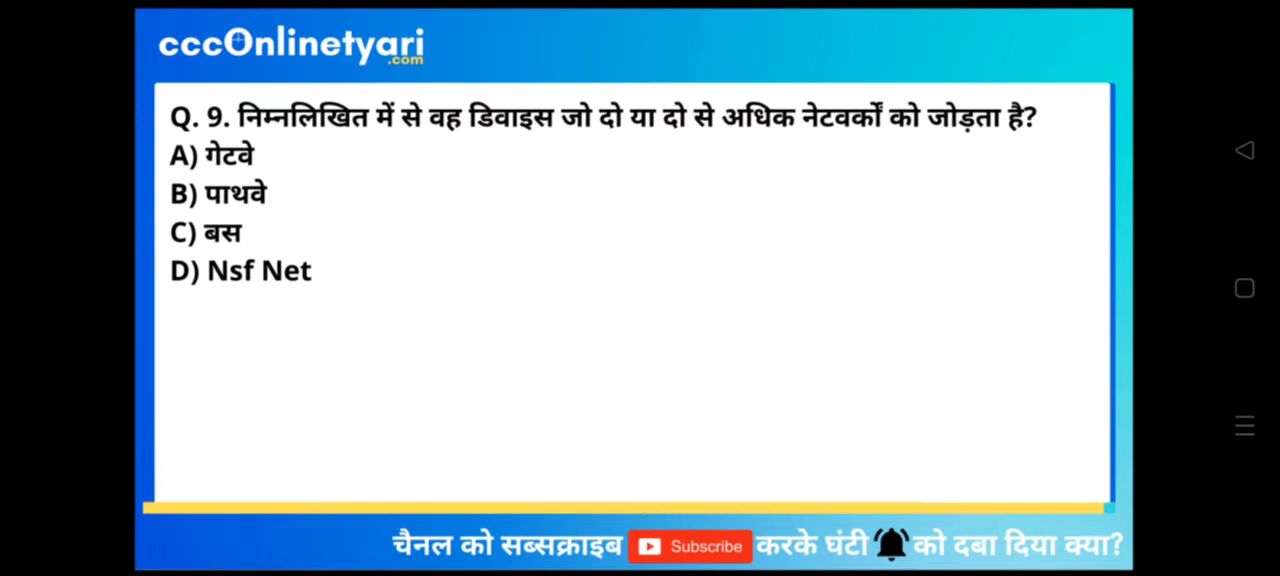 cccOnlinetyari
.com
Q. 9. निम्नलिखित में से वह डिवाइस जो दो या दो से अधिक नेटवर्कों को जोड़ता है?
A) गेटवे
B) पाथवे
C) बस
D) Nsf Net
चैनल को सब्सक्राइब Subscribe करके घंटी को दबा दिया क्या?